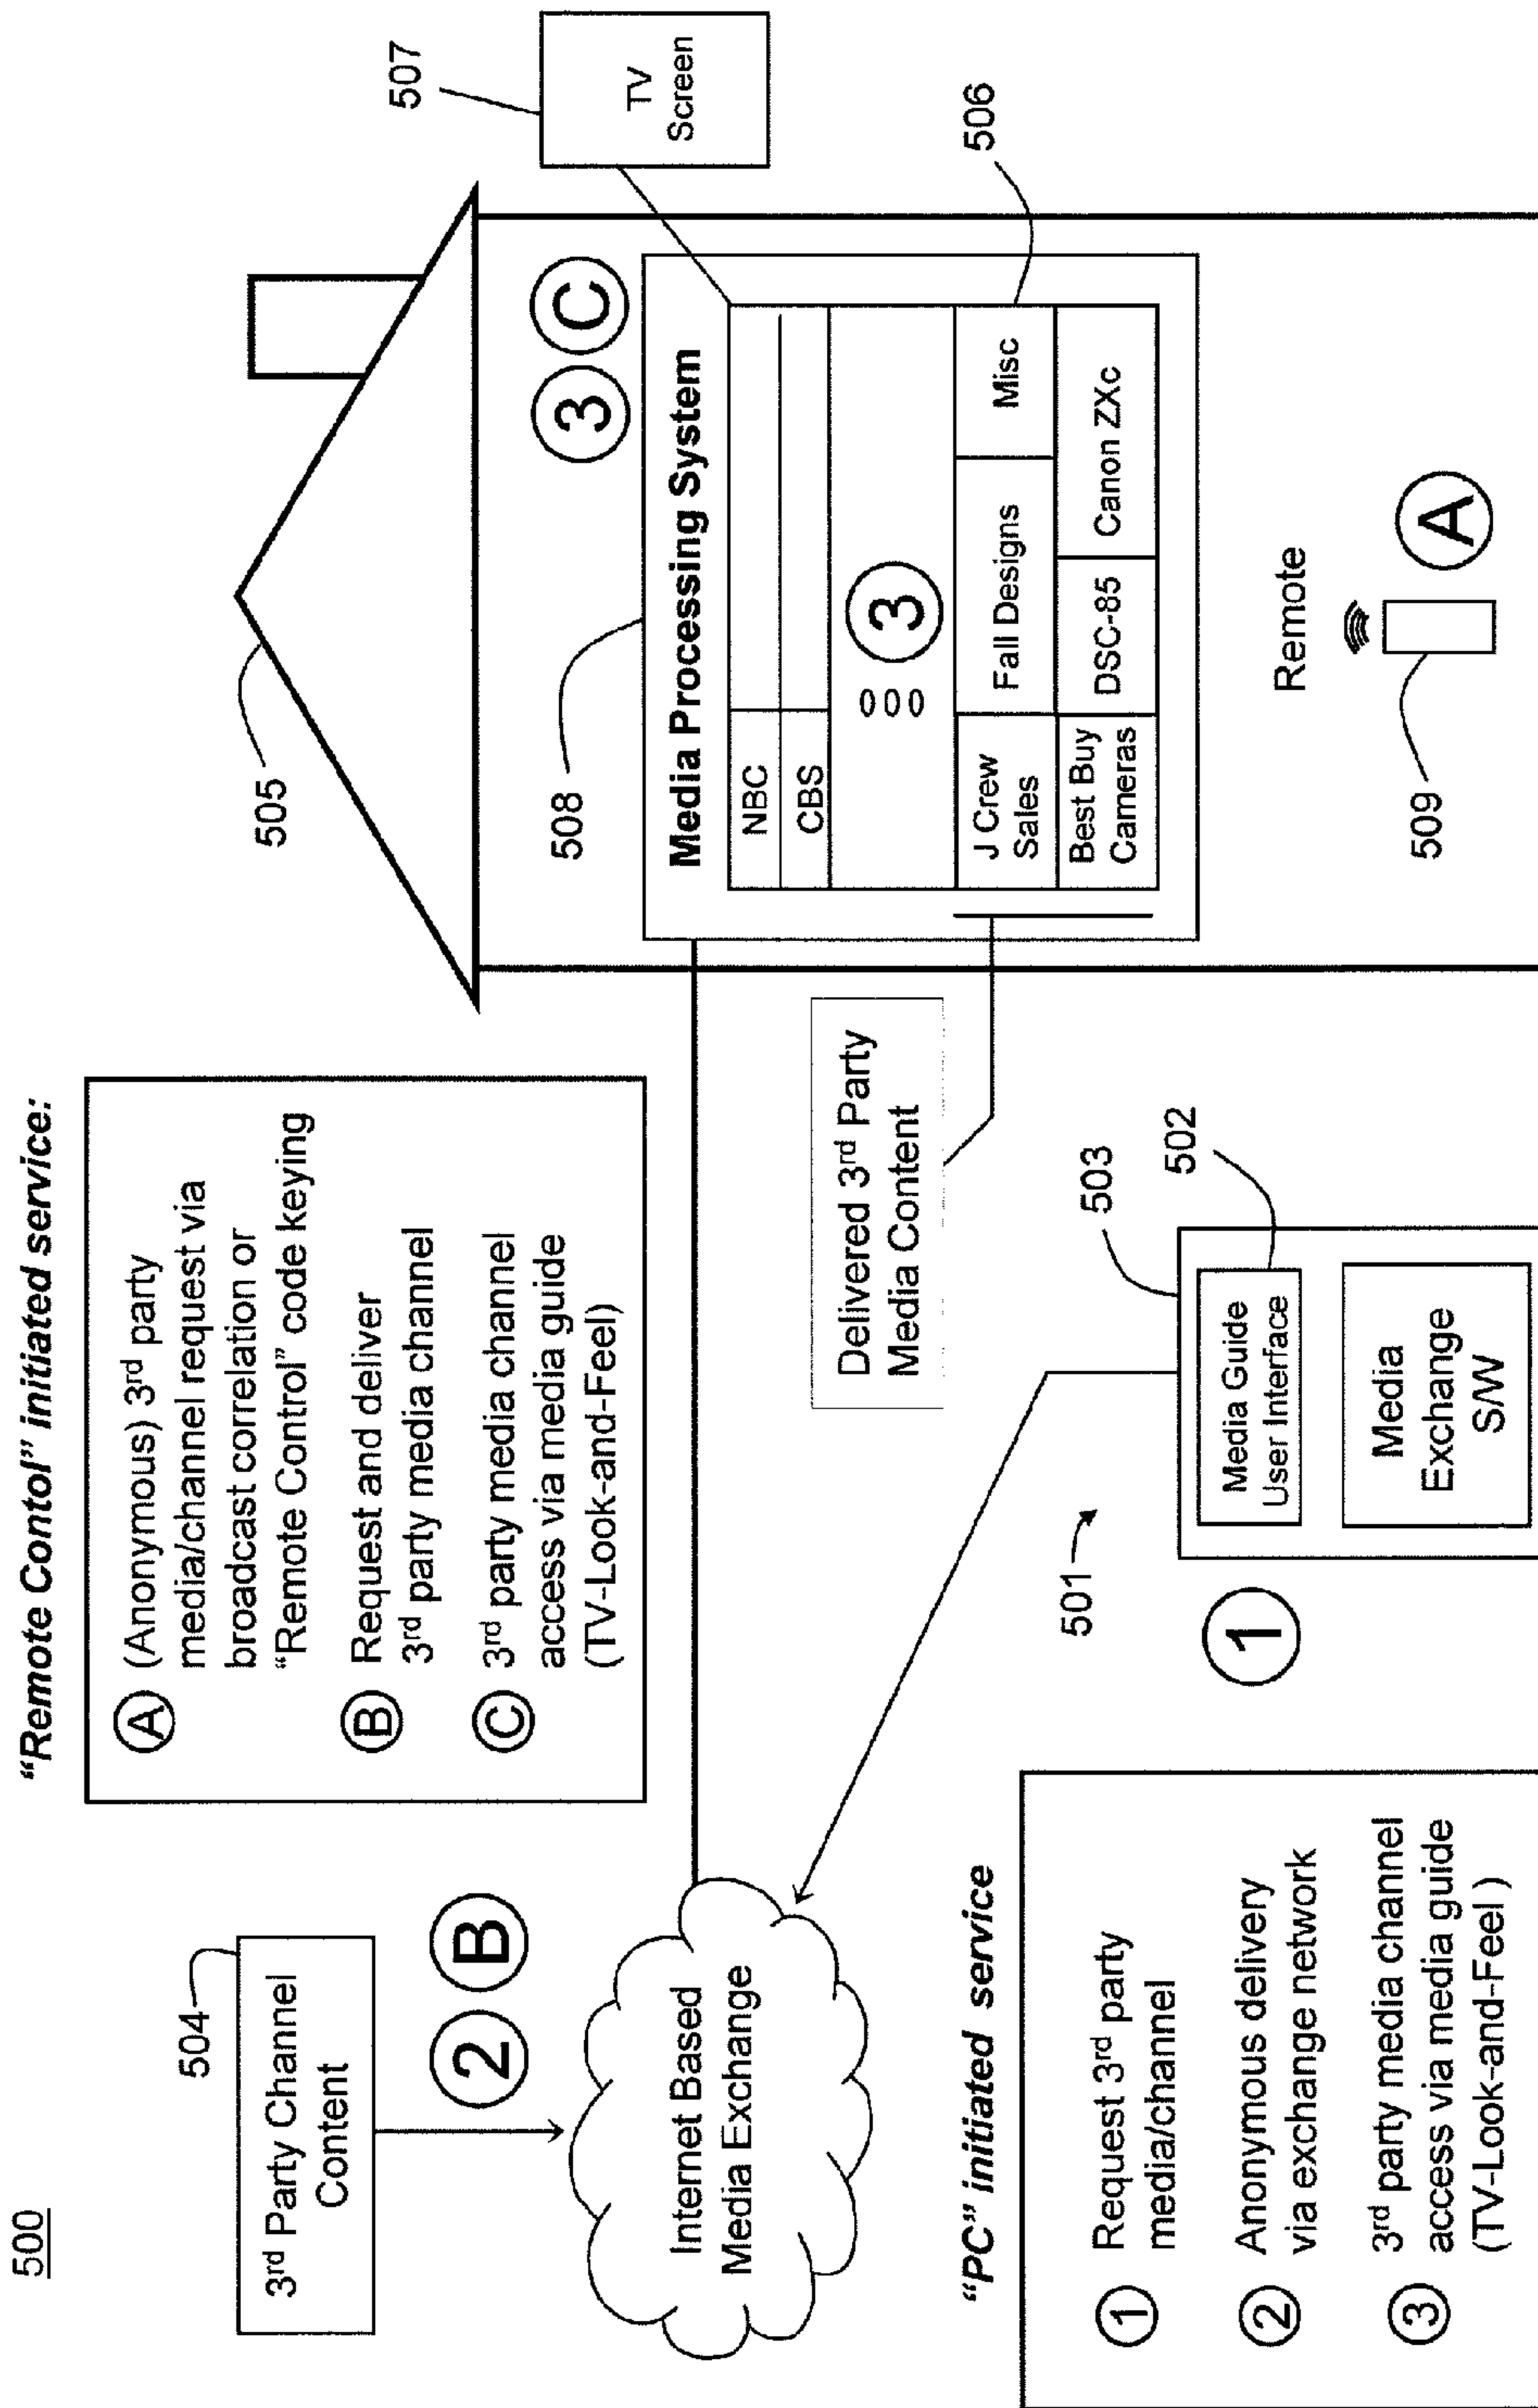 500
"Remote Contol" initiated service:
A (Anonymous) 3rd party
media/channel request via
broadcast correlation or
"Remote Control" code keying
B Request and deliver
3rd party media channel
C 3rd party media channel
access via media guide
(TV-Look-and-Feel)
504
3rd Party Channel
Content
2 B
Internet Based
Media Exchange
"PC" initiated service
1 Request 3rd party
media/channel
2 Anonymous delivery
via exchange network
3 3rd party media channel
access via media guide
(TV-Look-and-Feel )
501
1
503
502
Media Guide
User Interface
Media
Exchange
S/W
Delivered 3rd Party
Media Content
505
3 C
507
TV
Screen
508
Media Processing System
NBC
CBS
3
J Crew
Sales
Fall Designs
Misc
Best Buy
Cameras
DSC-85
Canon ZXc
506
Remote
509
A